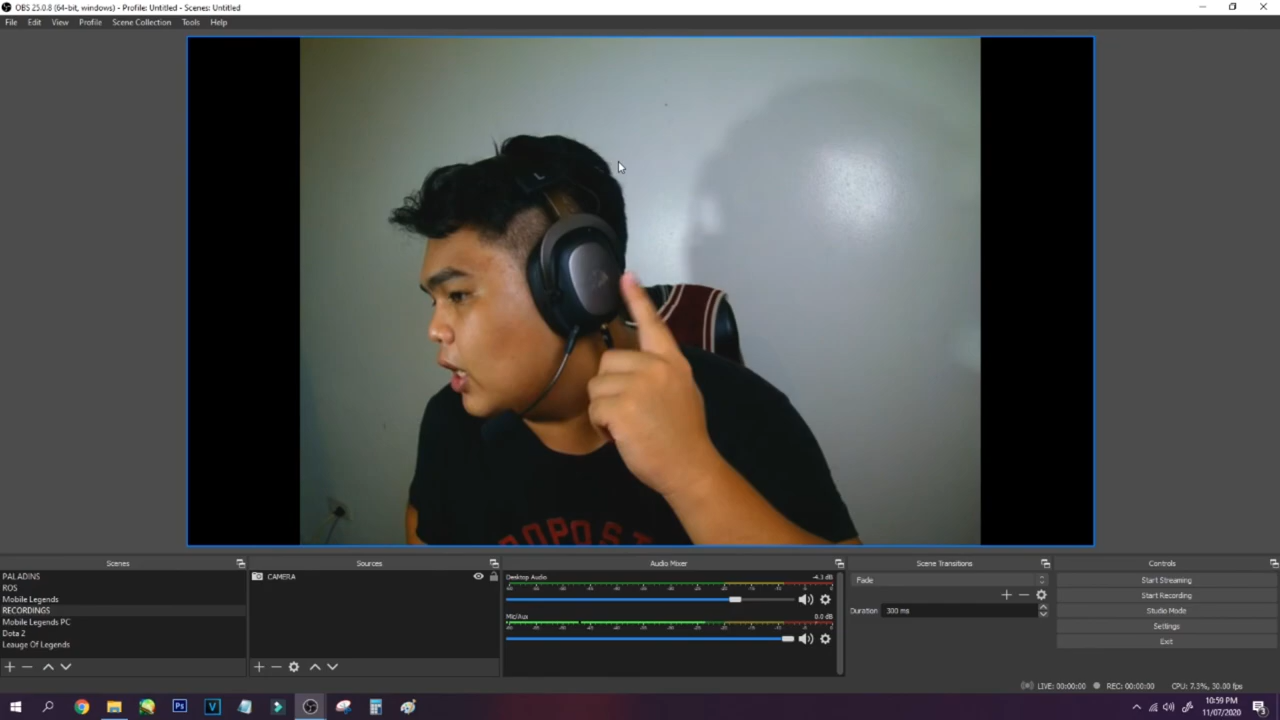 OBS 25.0.8 (64-bit, windows) - Profile: Untitled - Scenes: Untitled
File Edit View Profile Scene Collection Tools Help
L
Scenes
PALADINS
ROS
Mobile Legends
RECORDINGS
Mobile Legends PC
Dota 2
Leauge Of Legends
Sources
CAMERA
Audio Mixer
Desktop Audio -4.3 dB
Mic/Aux 0.0 dB
Scene Transitions
Fade
Duration 300 ms
Controls
Start Streaming
Start Recording
Studio Mode
Settings
Exit
LIVE: 00:00:00 REC: 00:00:00 CPU: 7.3%, 30.00 fps
Ps V
10:59 PM
11/07/2020
3